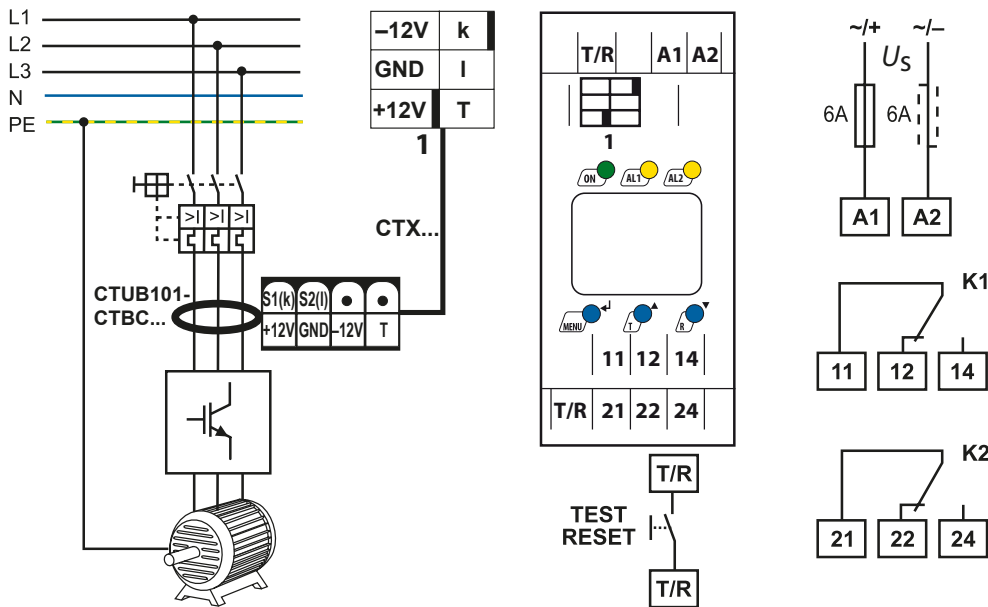 L1
L2
L3
N
PE
>I >I >I
CTUB101-
CTBC...
S1(k) S2(l)
+12V GND –12V T
–12V k
GND l
+12V T
1
CTX...
T/R A1 A2
1
ON AL1 AL2
MENU T R
11 12 14
T/R 21 22 24
T/R
TEST
RESET
T/R
~/+ ~/–
US
6A 6A
A1 A2
K1
11 12 14
K2
21 22 24